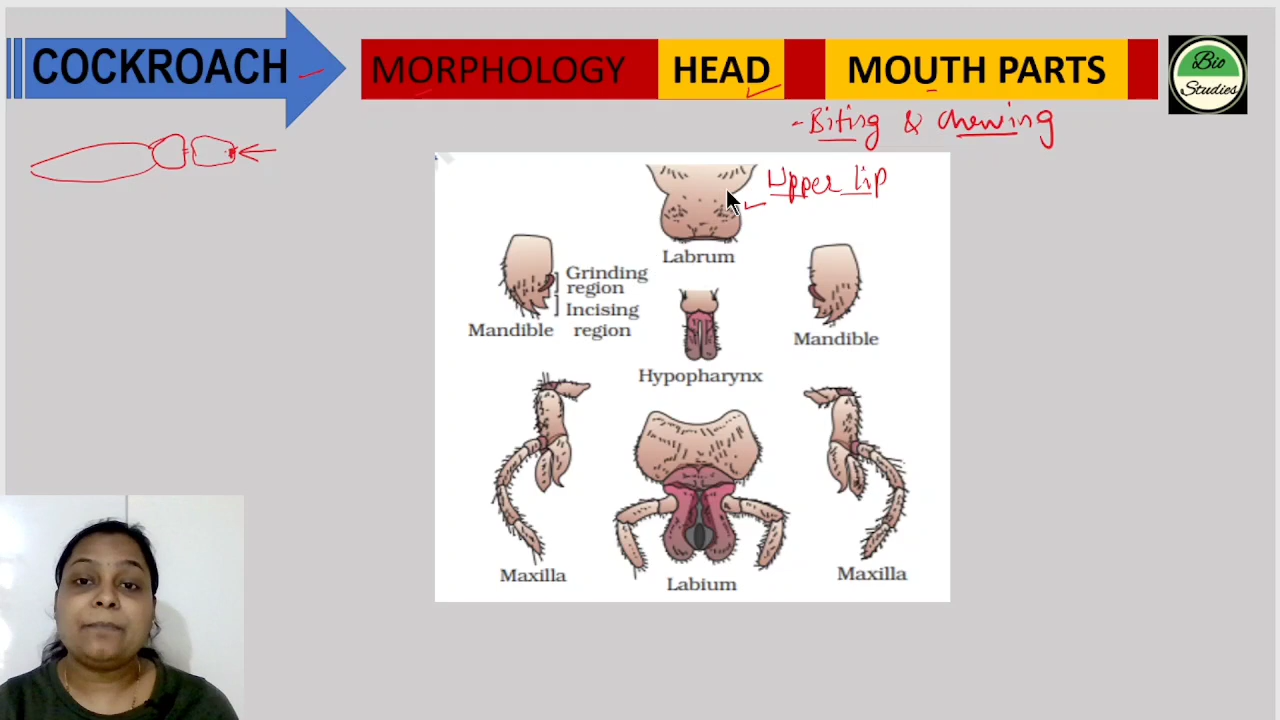 COCKROACH
MORPHOLOGY HEAD MOUTH PARTS
Bio
Studies
- Biting & chewing
Upper lip
Labrum
Grinding
region
Incising
region
Mandible
Mandible
Hypopharynx
Maxilla
Labium
Maxilla